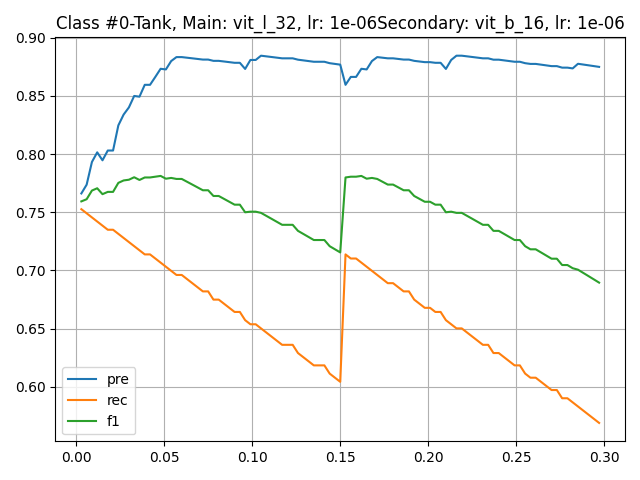 Class #0-Tank, Main: vit_l_32, lr: 1e-06Secondary: vit_b_16, lr: 1e-06
0.90
0.85
0.80
0.75
0.70
0.65
0.60
pre
rec
f1
0.00 0.05 0.10 0.15 0.20 0.25 0.30